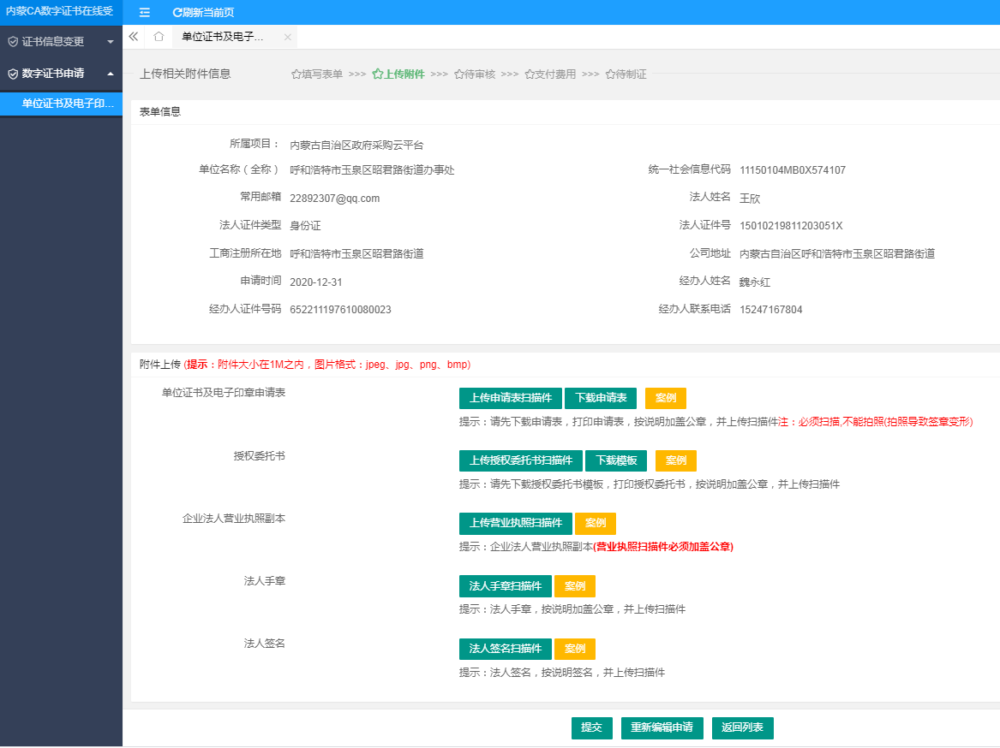 内蒙CA数字证书在线受
刷新当前页
证书信息变更
数字证书申请
单位证书及电子印...
单位证书及电子...
上传相关附件信息
填写表单 >>> 上传附件 >>> 待审核 >>> 支付费用 >>> 待制证
表单信息
所属项目： 内蒙古自治区政府采购云平台
单位名称（全称） 呼和浩特市玉泉区昭君路街道办事处 统一社会信息代码 11150104MB0X574107
常用邮箱 22892307@qq.com 法人姓名 王欣
法人证件类型 身份证 法人证件号 15010219811203051X
工商注册所在地 呼和浩特市玉泉区昭君路街道 公司地址 内蒙古自治区呼和浩特市玉泉区昭君路街道
申请时间 2020-12-31 经办人姓名 魏永红
经办人证件号码 652211197610080023 经办人联系电话 15247167804
附件上传 (提示：附件大小在1M之内，图片格式：jpeg、jpg、png、bmp)
单位证书及电子印章申请表 上传申请表扫描件 下载申请表 案例
提示：请先下载申请表，打印申请表，按说明加盖公章，并上传扫描件注：必须扫描,不能拍照(拍照导致签章变形)
授权委托书 上传授权委托书扫描件 下载模板 案例
提示：请先下载授权委托书模板，打印授权委托书，按说明加盖公章，并上传扫描件
企业法人营业执照副本 上传营业执照扫描件 案例
提示：企业法人营业执照副本(营业执照扫描件必须加盖公章)
法人手章 法人手章扫描件 案例
提示：法人手章，按说明加盖公章，并上传扫描件
法人签名 法人签名扫描件 案例
提示：法人签名，按说明签名，并上传扫描件
提交 重新编辑申请 返回列表